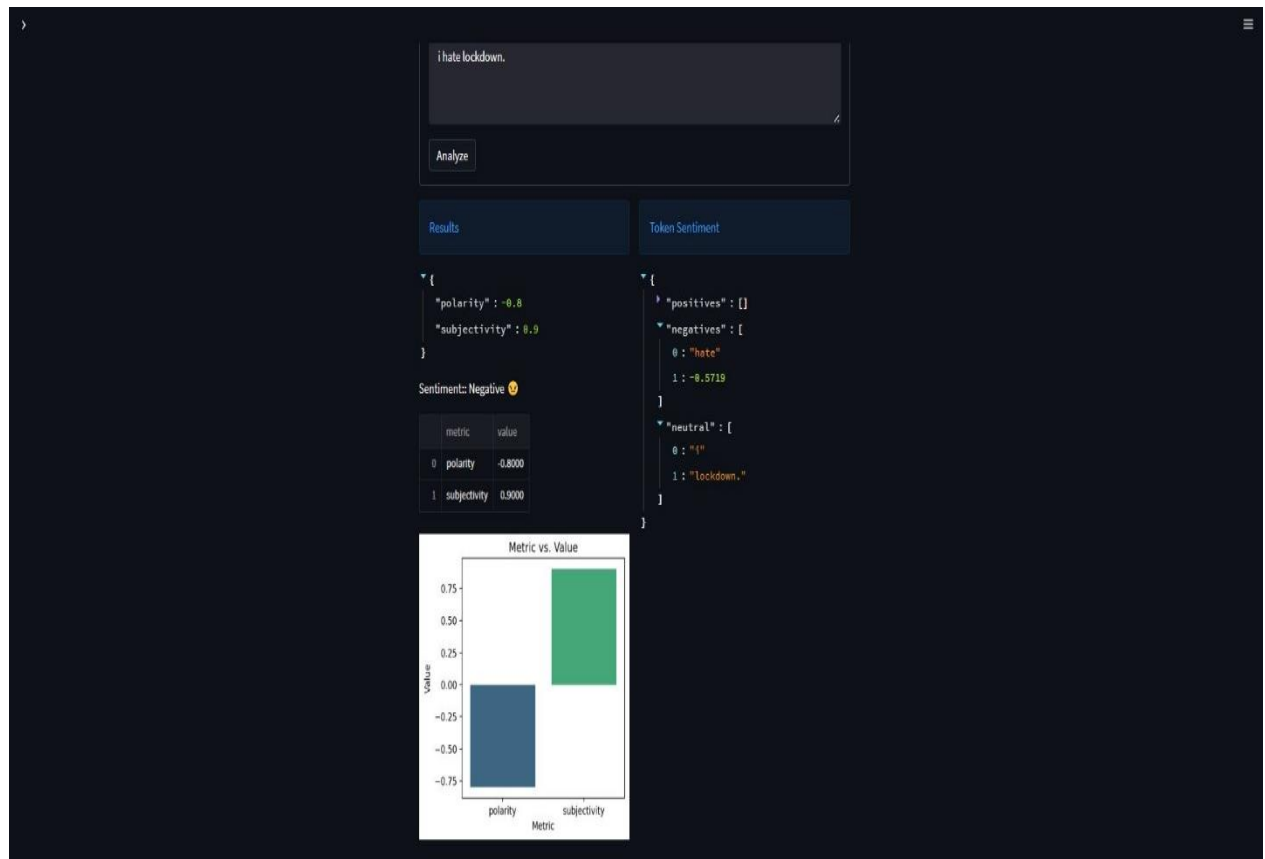 i hate lockdown.
Analyze
Results
{
"polarity" : -0.8
"subjectivity" : 0.9
}
Sentiment:: Negative 😠
metric value
0 polarity -0.8000
1 subjectivity 0.9000
Metric vs. Value
0.75
0.50
0.25
0.00
−0.25
−0.50
−0.75
Value
polarity subjectivity
Metric
Token Sentiment
{
"positives" : []
"negatives" : [
0 : "hate"
1 : -0.5719
]
"neutral" : [
0 : "i"
1 : "lockdown."
]
}